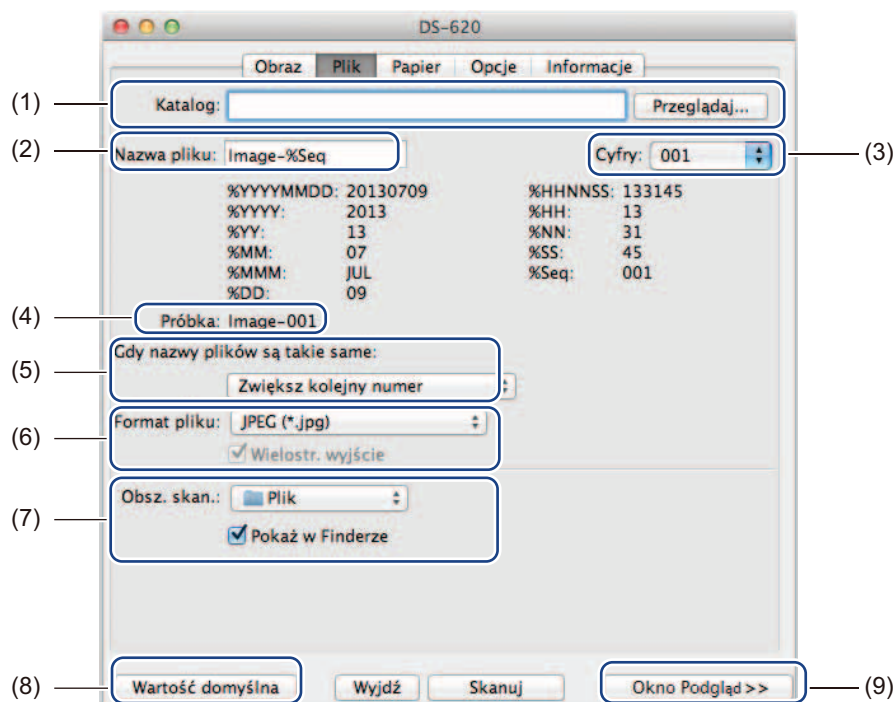 DS-620
Obraz Plik Papier Opcje Informacje
(1) Katalog: Przeglądaj...
(2) Nazwa pliku: Image-%Seq Cyfry: 001 (3)
%YYYYMMDD: 20130709 %HHNNSS: 133145
%YYYY: 2013 %HH: 13
%YY: 13 %NN: 31
%MM: 07 %SS: 45
%MMM: JUL %Seq: 001
%DD: 09
(4) Próbka: Image-001
Gdy nazwy plików są takie same:
(5) Zwiększ kolejny numer
(6) Format pliku: JPEG (*.jpg)
Wielostr. wyjście
(7) Obsz. skan.: Plik
Pokaż w Finderze
(8) Wartość domyślna Wyjdź Skanuj Okno Podgląd>> (9)